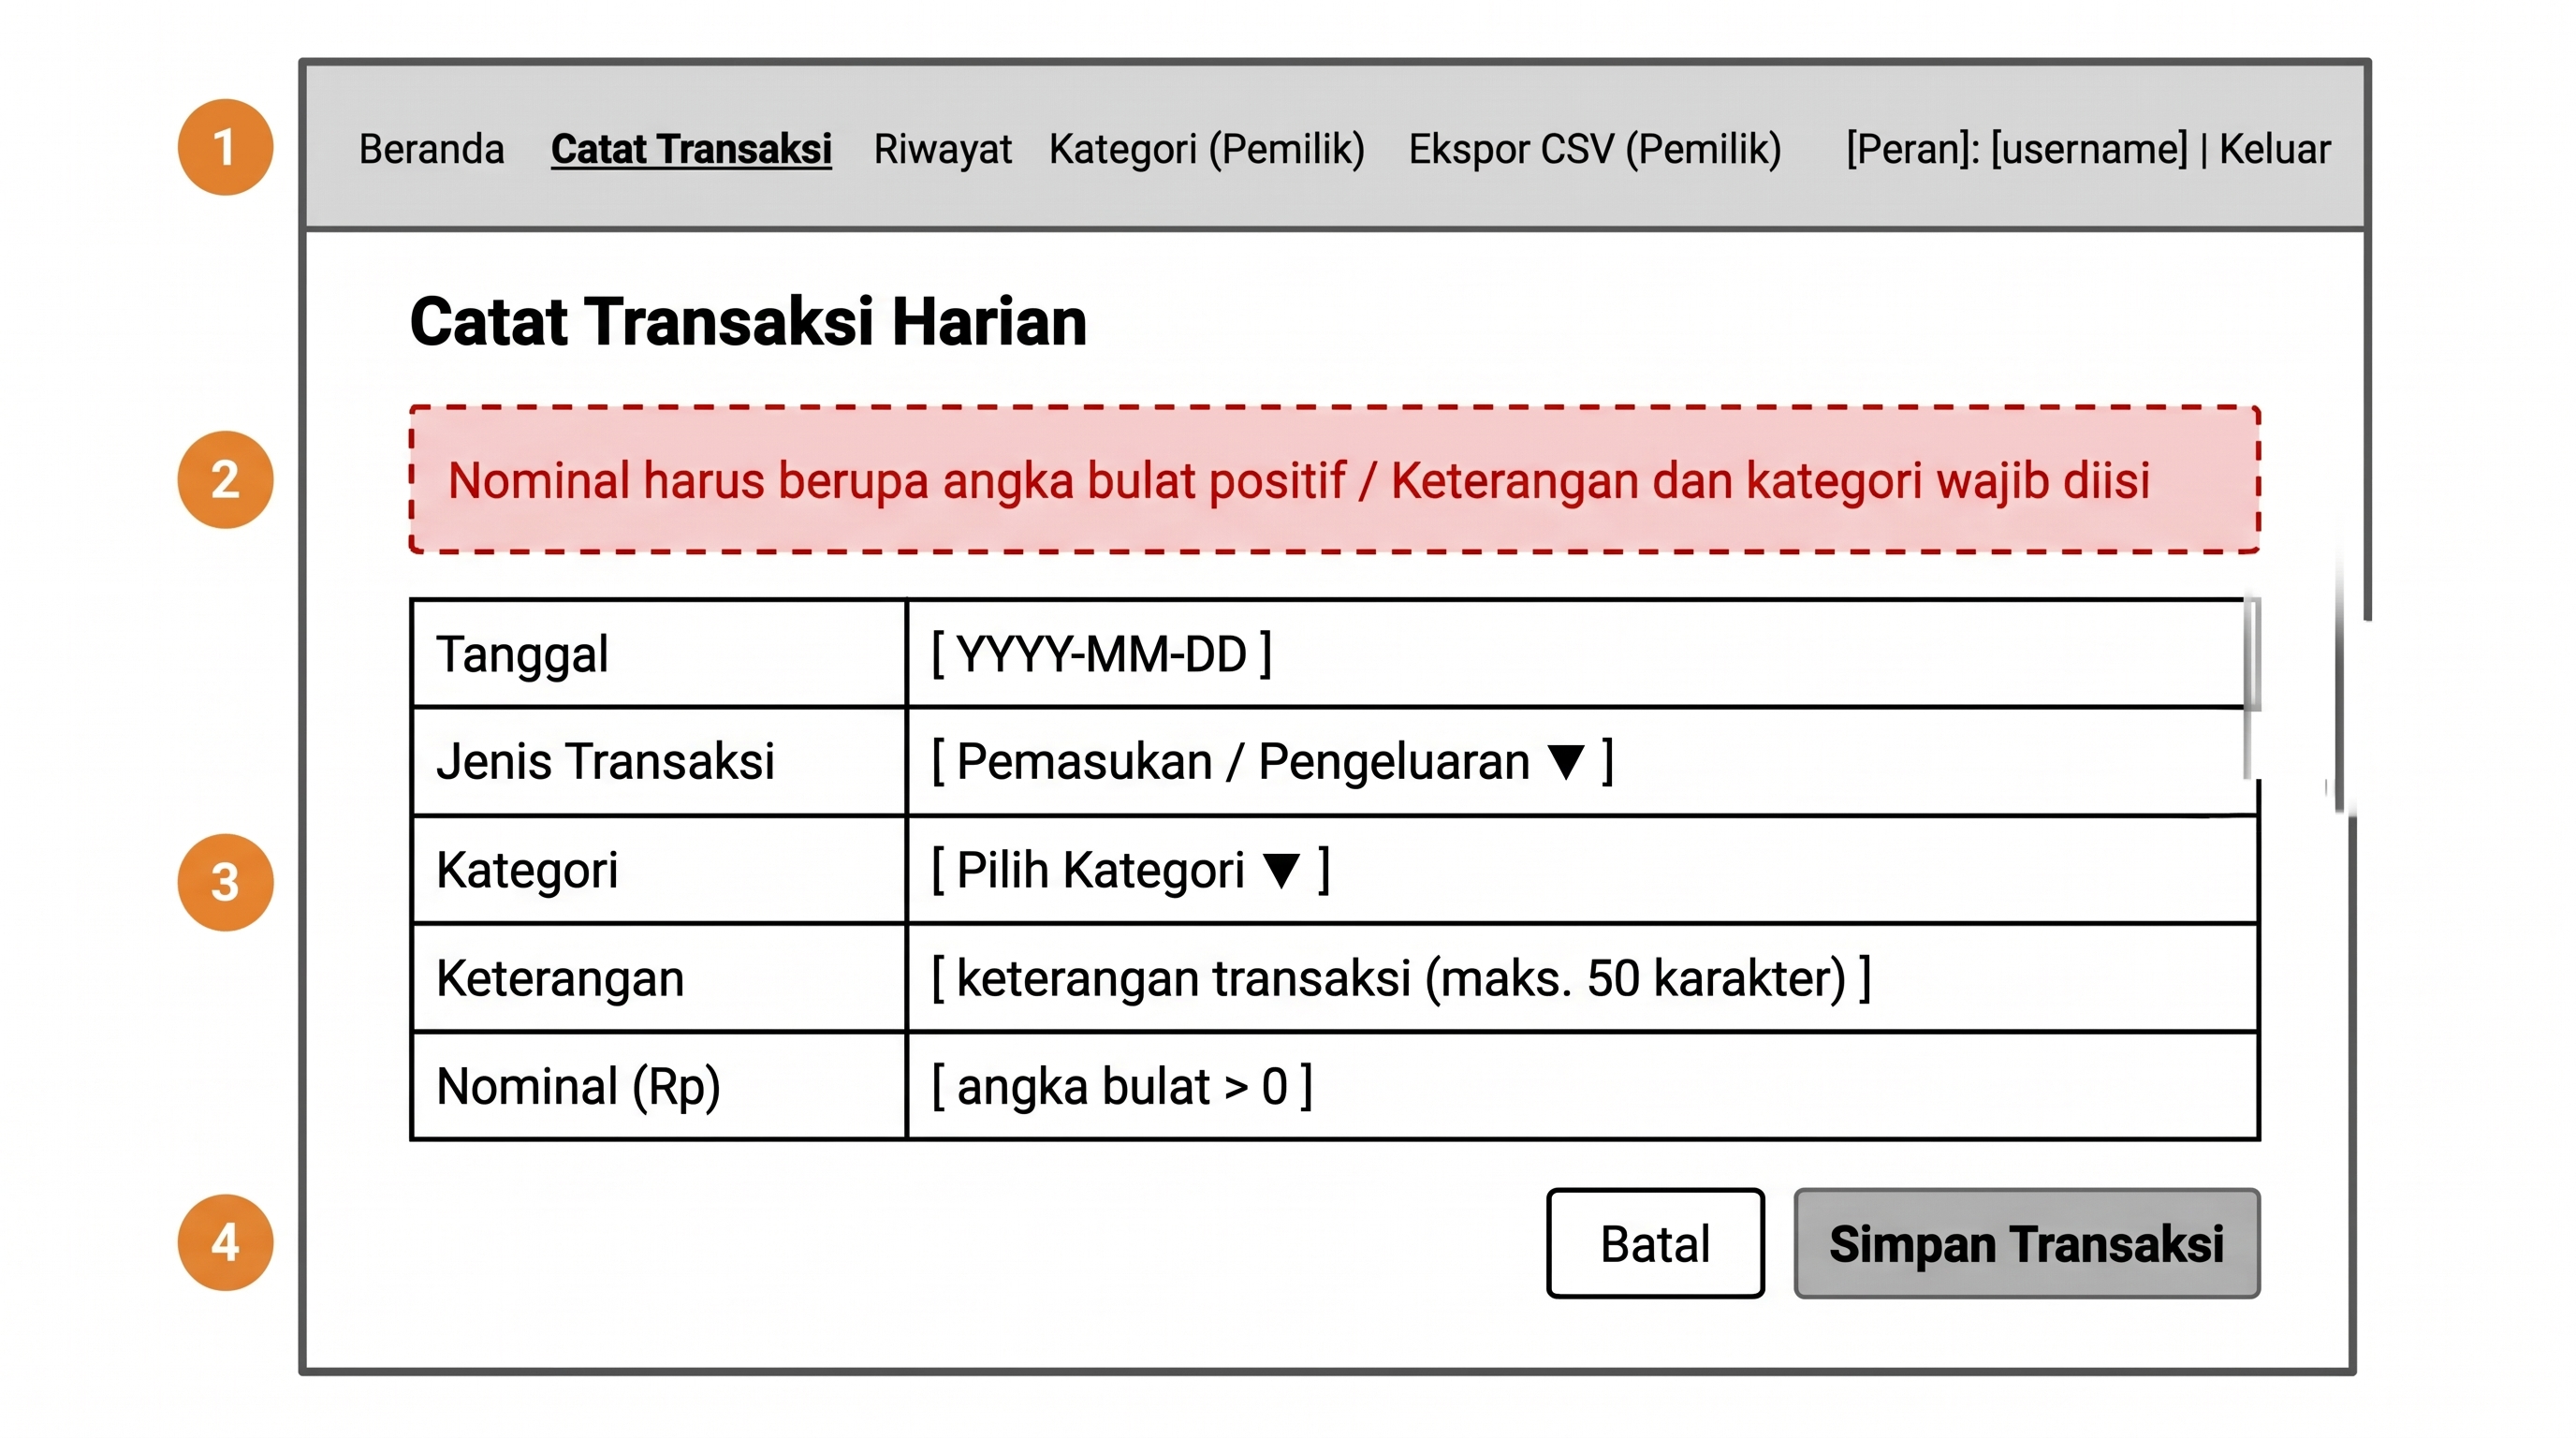 1
Beranda Catat Transaksi Riwayat Kategori (Pemilik) Ekspor CSV (Pemilik) [Peran]: [username] | Keluar
Catat Transaksi Harian
2
Nominal harus berupa angka bulat positif / Keterangan dan kategori wajib diisi
Tanggal [ YYYY-MM-DD ]
Jenis Transaksi [ Pemasukan / Pengeluaran ▼ ]
3
Kategori [ Pilih Kategori ▼ ]
Keterangan [ keterangan transaksi (maks. 50 karakter) ]
Nominal (Rp) [ angka bulat > 0 ]
4
Batal Simpan Transaksi